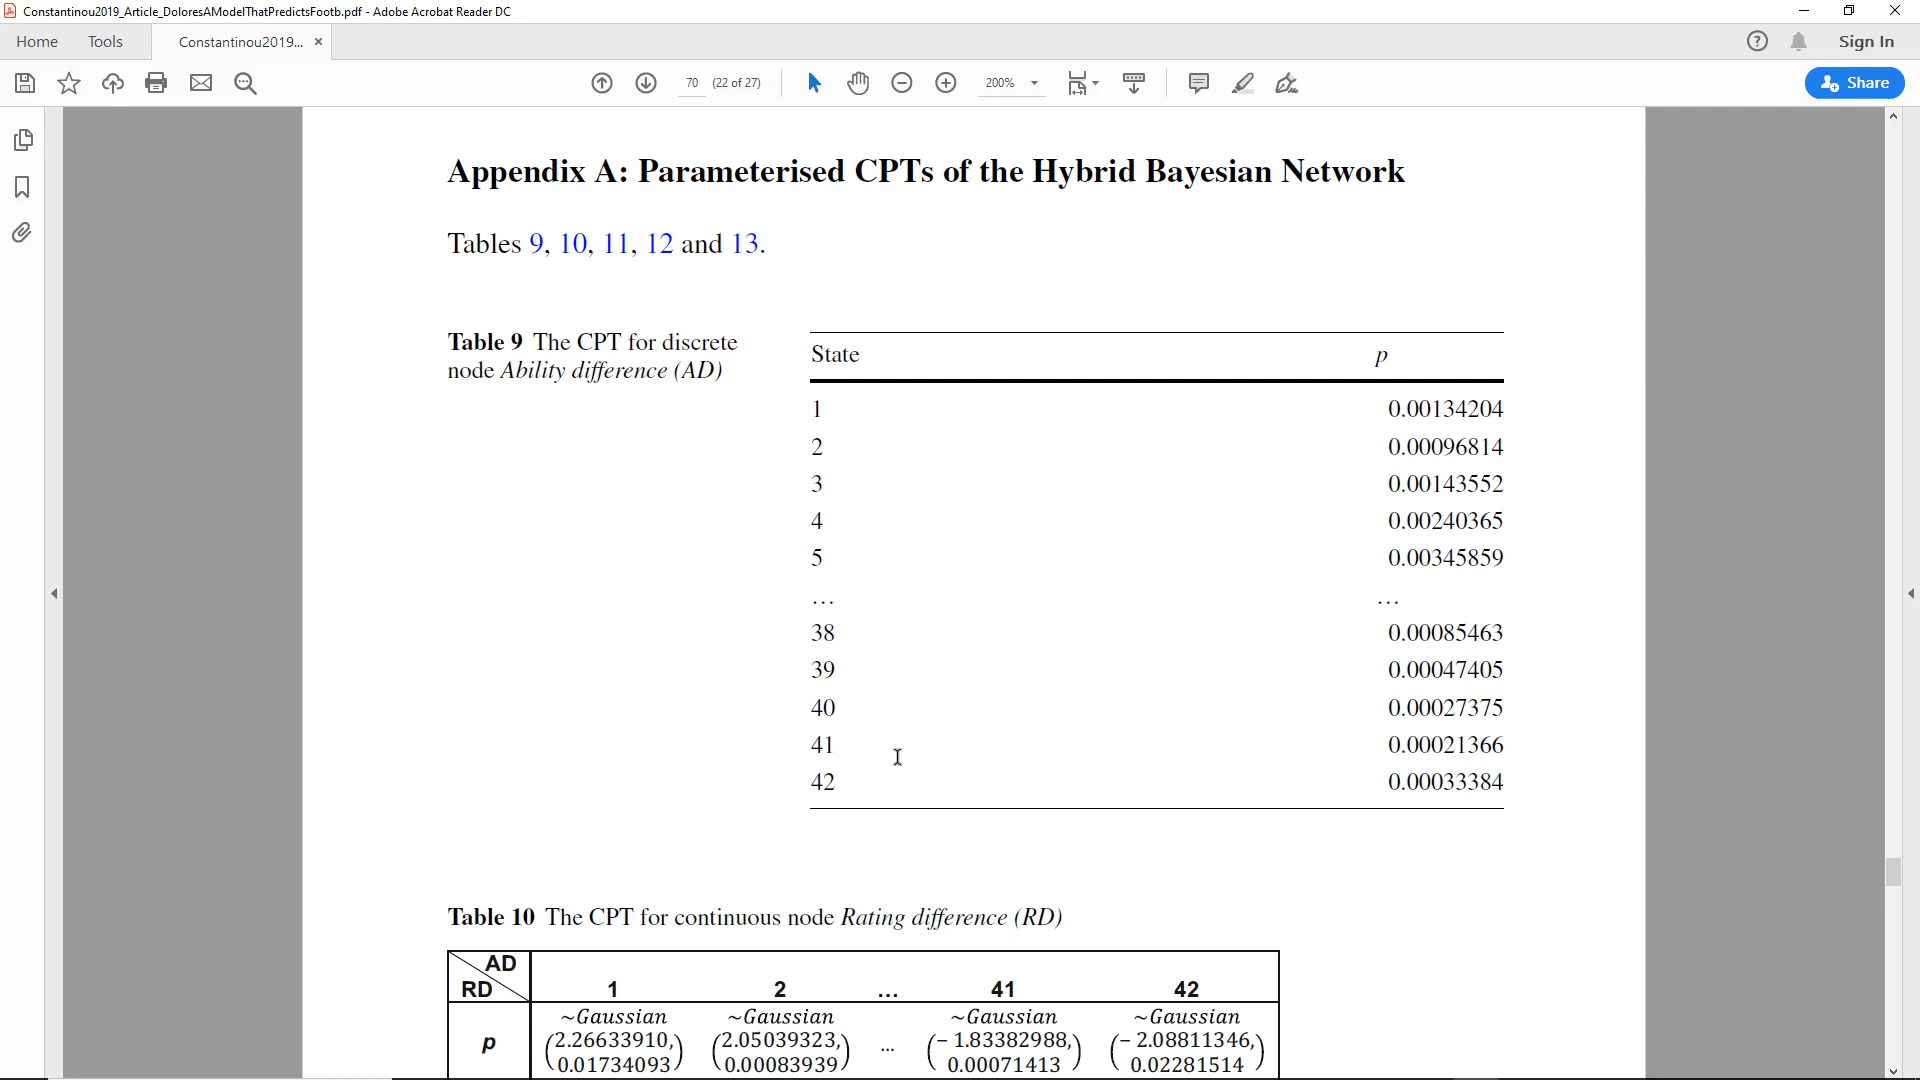 Constantinou2019_Article_DoloresAModelThatPredictsFootb.pdf - Adobe Acrobat Reader DC
Home Tools Constantinou2019... × Sign In
70 (22 of 27) 200% Share
Appendix A: Parameterised CPTs of the Hybrid Bayesian Network
Tables 9, 10, 11, 12 and 13.
Table 9 The CPT for discrete
node Ability difference (AD)
State p
1 0.00134204
2 0.00096814
3 0.00143552
4 0.00240365
5 0.00345859
... ...
38 0.00085463
39 0.00047405
40 0.00027375
41 0.00021366
42 0.00033384
Table 10 The CPT for continuous node Rating difference (RD)
AD
RD 1 2 ... 41 42
~Gaussian ~Gaussian ~Gaussian ~Gaussian
p (2.26633910,) (2.05039323,) ... (− 1.83382988,) (− 2.08811346,)
0.01734093 0.00083939 0.00071413 0.02281514